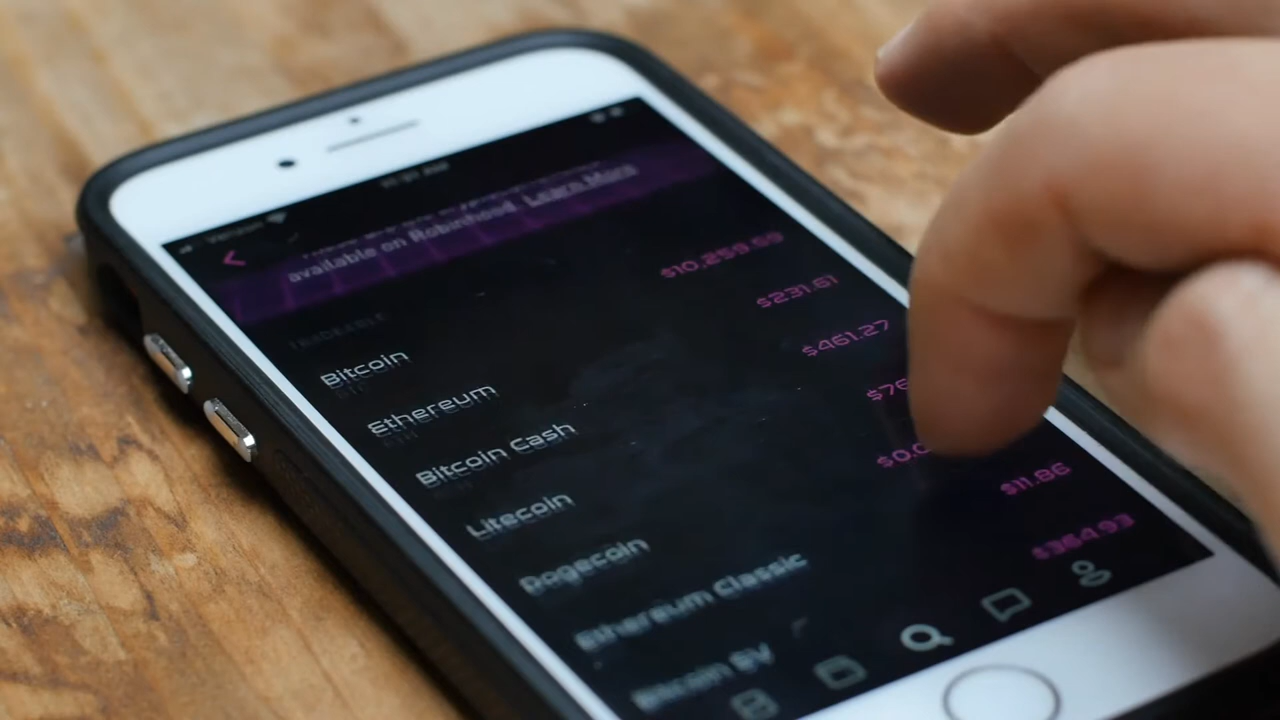 available on Robinhood. Learn More
Bitcoin
$10,259.69
Ethereum
$231.61
Bitcoin Cash
$461.27
Litecoin
Dogecoin
Ethereum Classic
$11.86
Bitcoin SV
$364.93